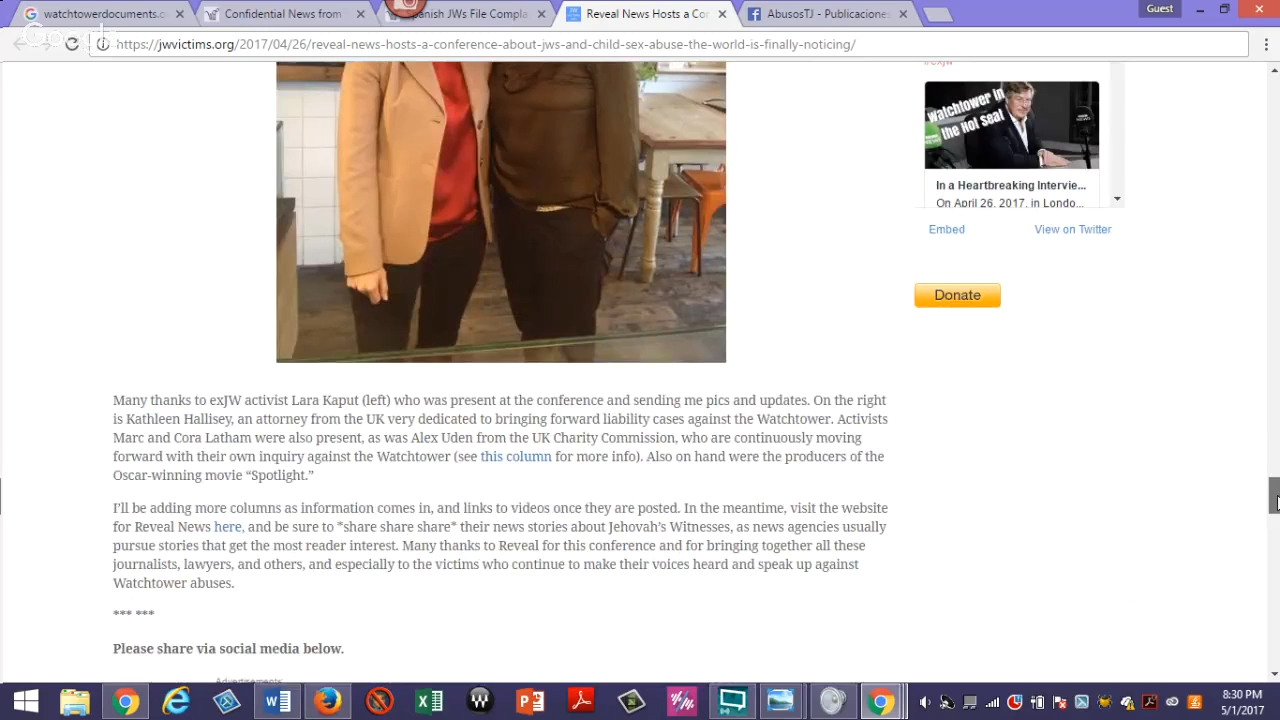 watchtower child sex abu
Spanish JWs File Compla
Reveal News Hosts a Con
AbusosTJ - Publicaciones
Guest
https://jwvictims.org/2017/04/26/reveal-news-hosts-a-conference-about-jws-and-child-sex-abuse-the-world-is-finally-noticing/
watchtower in
the Hot Seat
In a Heartbreaking Intervie...
On April 26, 2017, in Londo...
Embed
View on Twitter
Donate
Many thanks to exJW activist Lara Kaput (left) who was present at the conference and sending me pics and updates. On the right
is Kathleen Hallisey, an attorney from the UK very dedicated to bringing forward liability cases against the Watchtower. Activists
Marc and Cora Latham were also present, as was Alex Uden from the UK Charity Commission, who are continuously moving
forward with their own inquiry against the Watchtower (see this column for more info). Also on hand were the producers of the
Oscar-winning movie “Spotlight.”
I’ll be adding more columns as information comes in, and links to videos once they are posted. In the meantime, visit the website
for Reveal News here, and be sure to *share share share* their news stories about Jehovah’s Witnesses, as news agencies usually
pursue stories that get the most reader interest. Many thanks to Reveal for this conference and for bringing together all these
journalists, lawyers, and others, and especially to the victims who continue to make their voices heard and speak up against
Watchtower abuses.
*** ***
Please share via social media below.
Advertisements
8:30 PM
5/1/2017